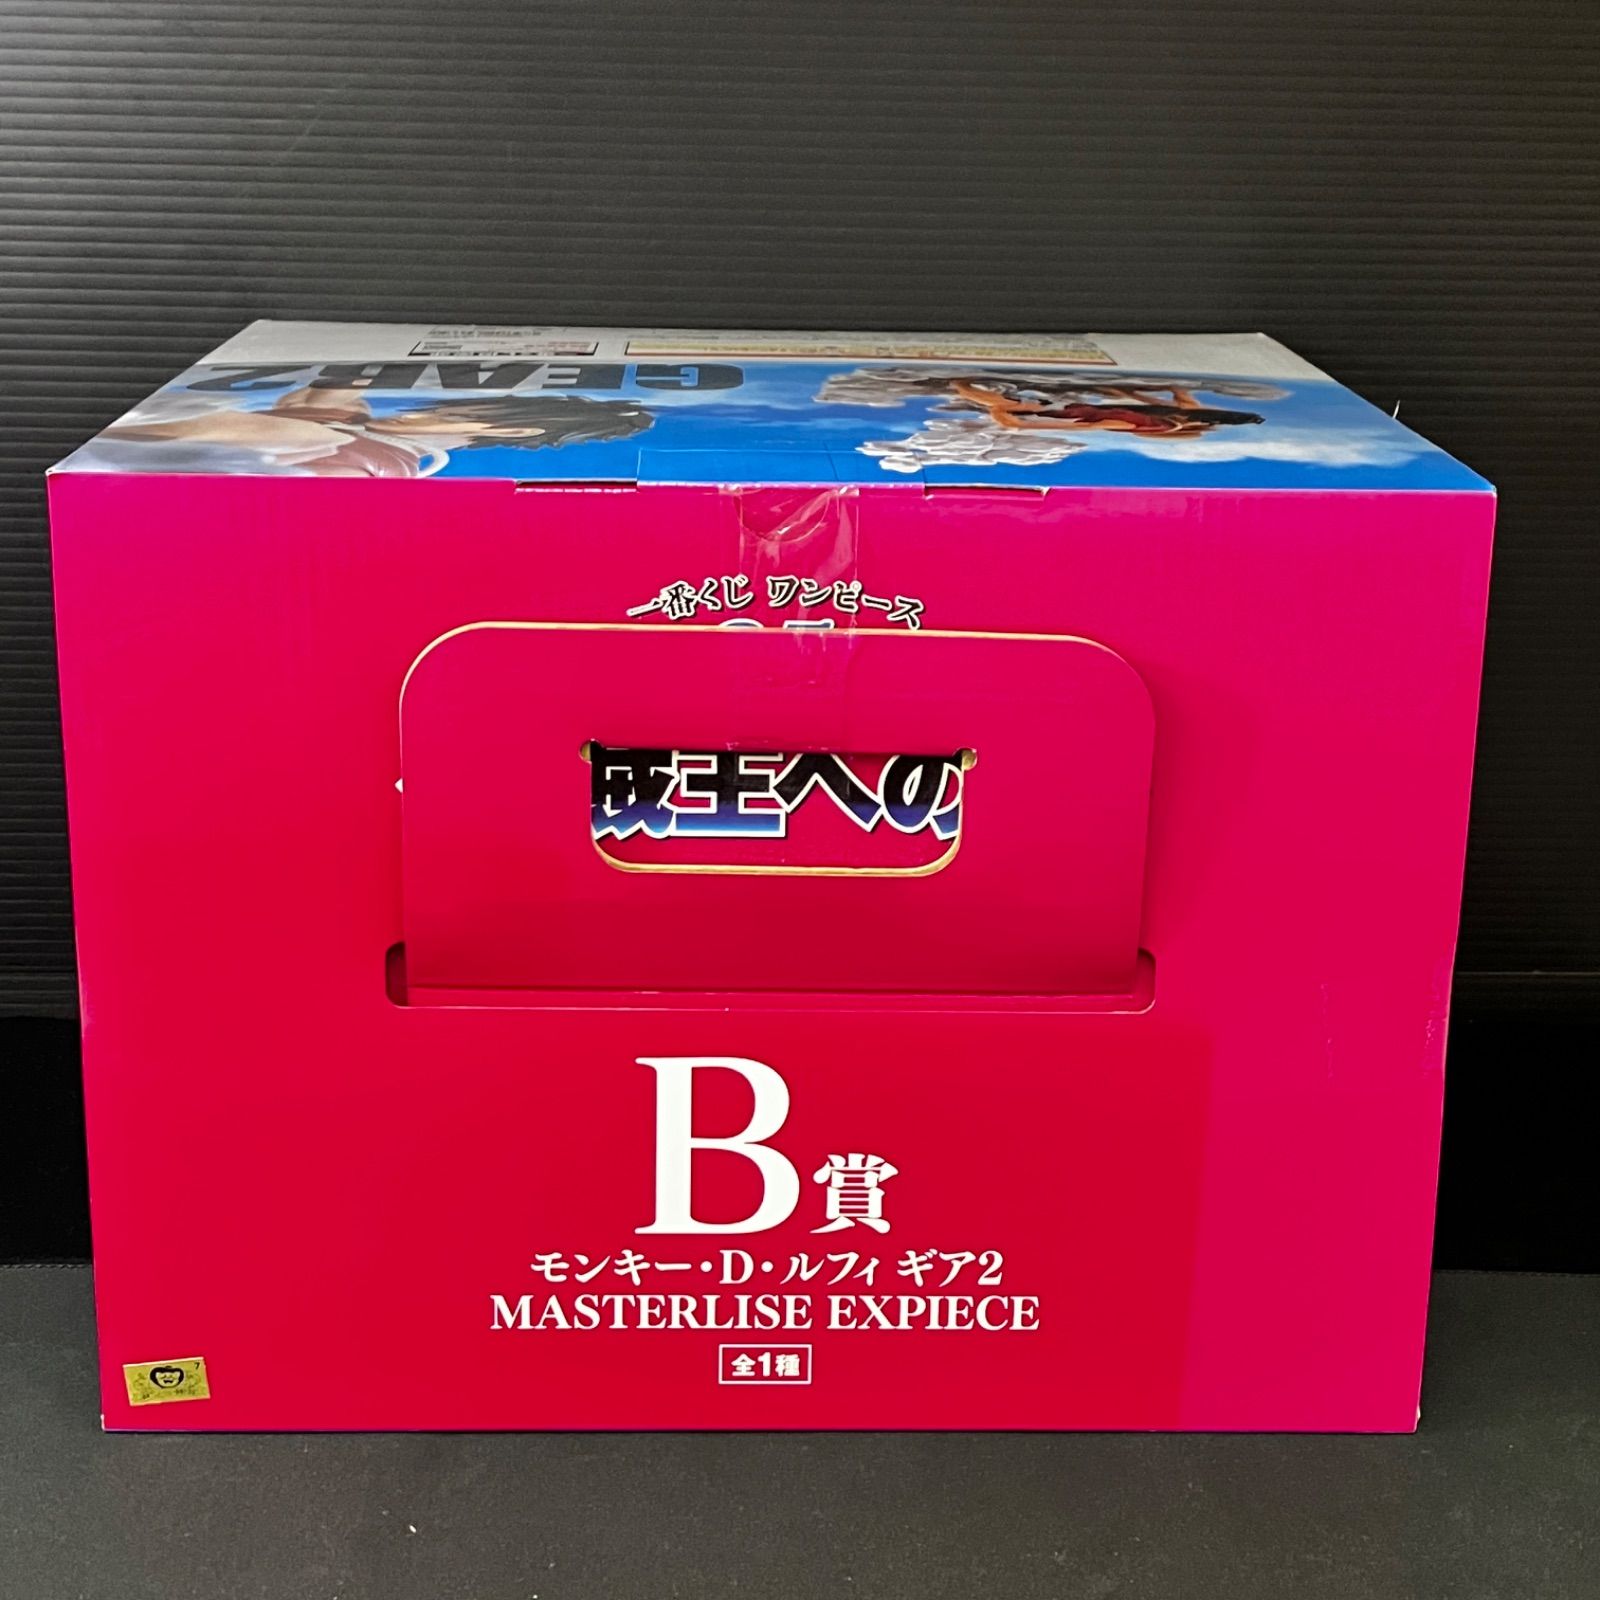 GEAR2
一番くじ ワンピース
王への
B賞
モンキー・D・ルフィ ギア2
MASTERLISE EXPIECE
全1種
7